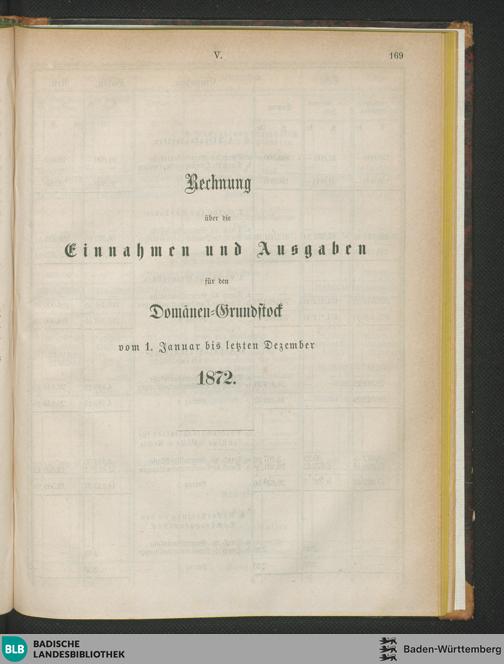 V.
169
Rechnung
über die
Einnahmen und Ausgaben
für den
Domänen-Grundstock
vom 1. Januar bis letzten Dezember
1872.
BLB BADISCHE
LANDESBIBLIOTHEK
Baden-Württemberg